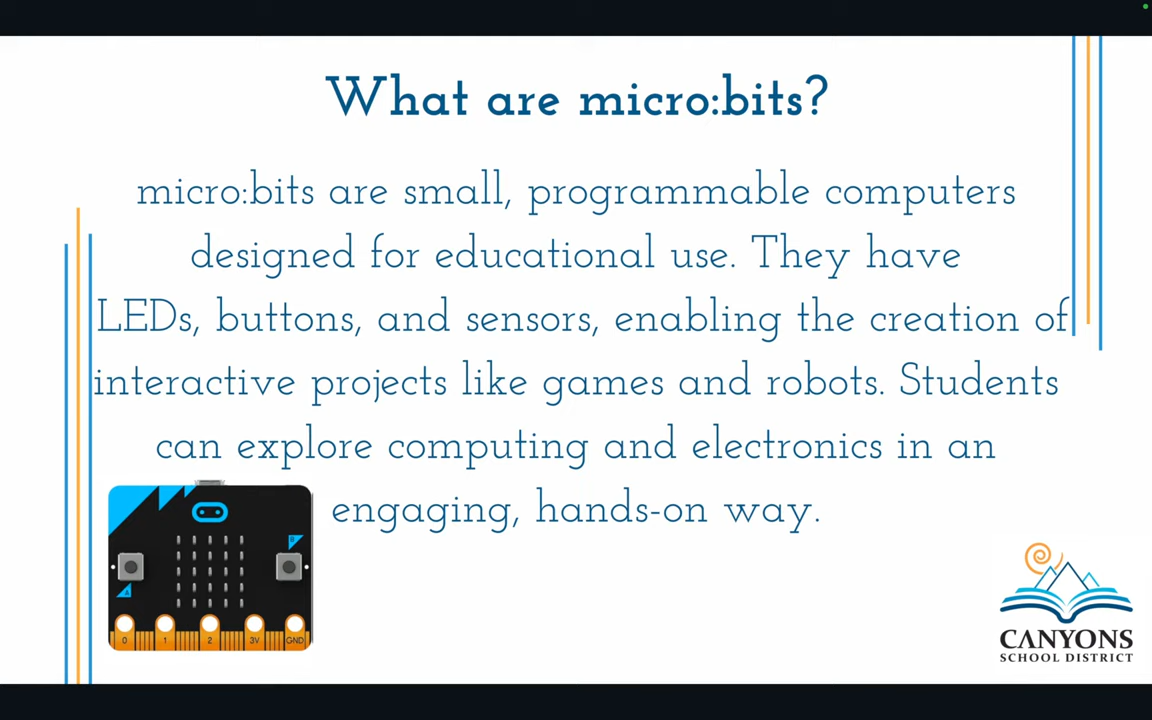 What are micro:bits?
micro:bits are small, programmable computers
designed for educational use. They have
LEDs, buttons, and sensors, enabling the creation of
interactive projects like games and robots. Students
can explore computing and electronics in an
engaging, hands-on way.
B
A
0 1 2 3V GND
CANYONS
SCHOOL DISTRICT